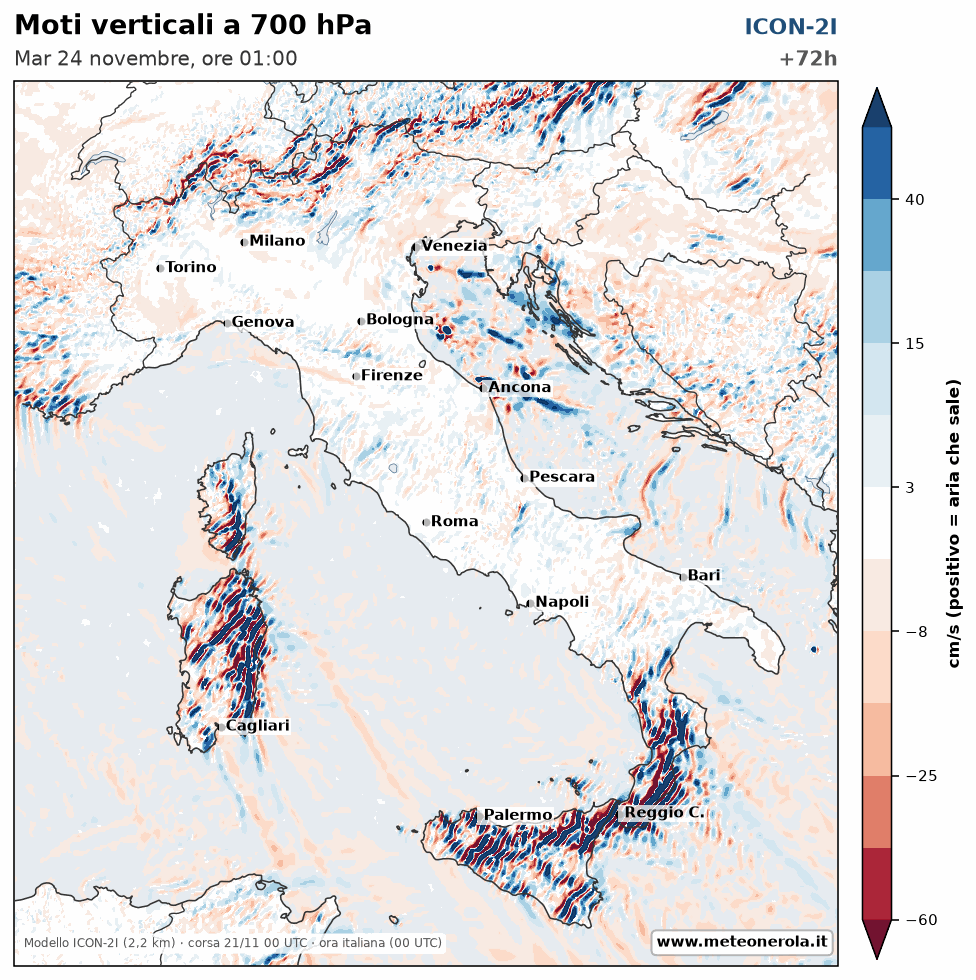 Moti verticali a 700 hPa
ICON-2I
Mar 24 novembre, ore 01:00
+72h
Milano
Venezia
Torino
Genova
Bologna
Firenze
Ancona
Pescara
Roma
Bari
Napoli
Cagliari
Palermo
Reggio C.
40
15
3
−8
−25
−60
cm/s (positivo = aria che sale)
Modello ICON-2I (2,2 km) · corsa 21/11 00 UTC · ora italiana (00 UTC)
www.meteonerola.it